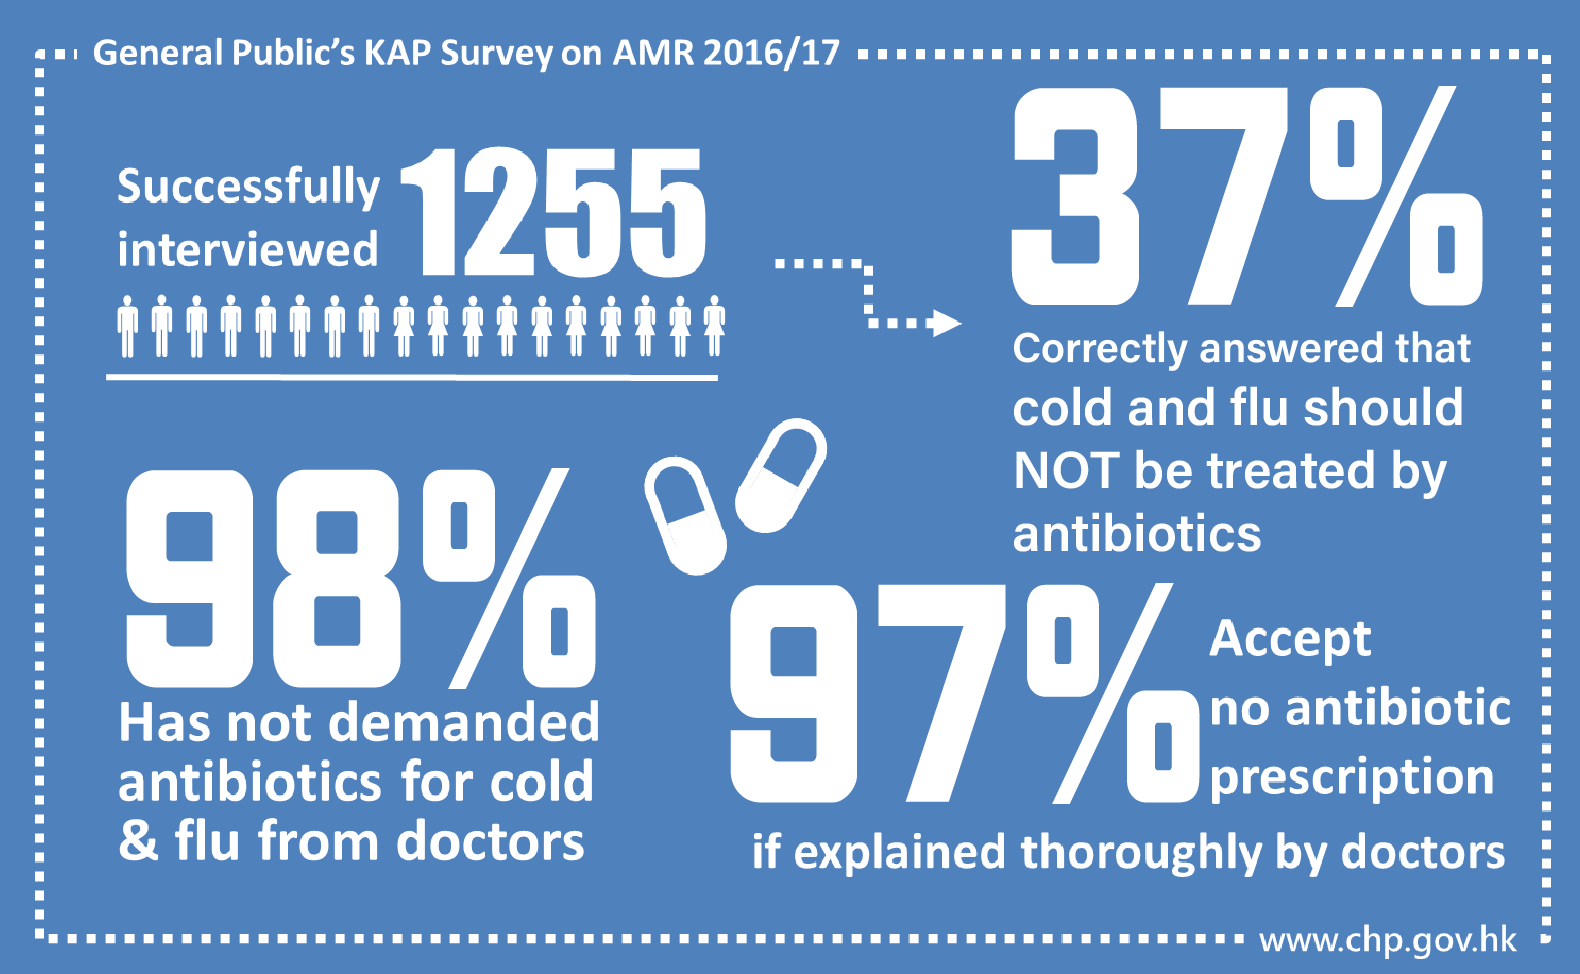 General Public's KAP Survey on AMR 2016/17
Successfully
interviewed
1255
37%
Correctly answered that
cold and flu should
NOT be treated by
antibiotics
98%
Has not demanded
antibiotics for cold
& flu from doctors
97%
Accept
no antibiotic
prescription
if explained thoroughly by doctors
www.chp.gov.hk